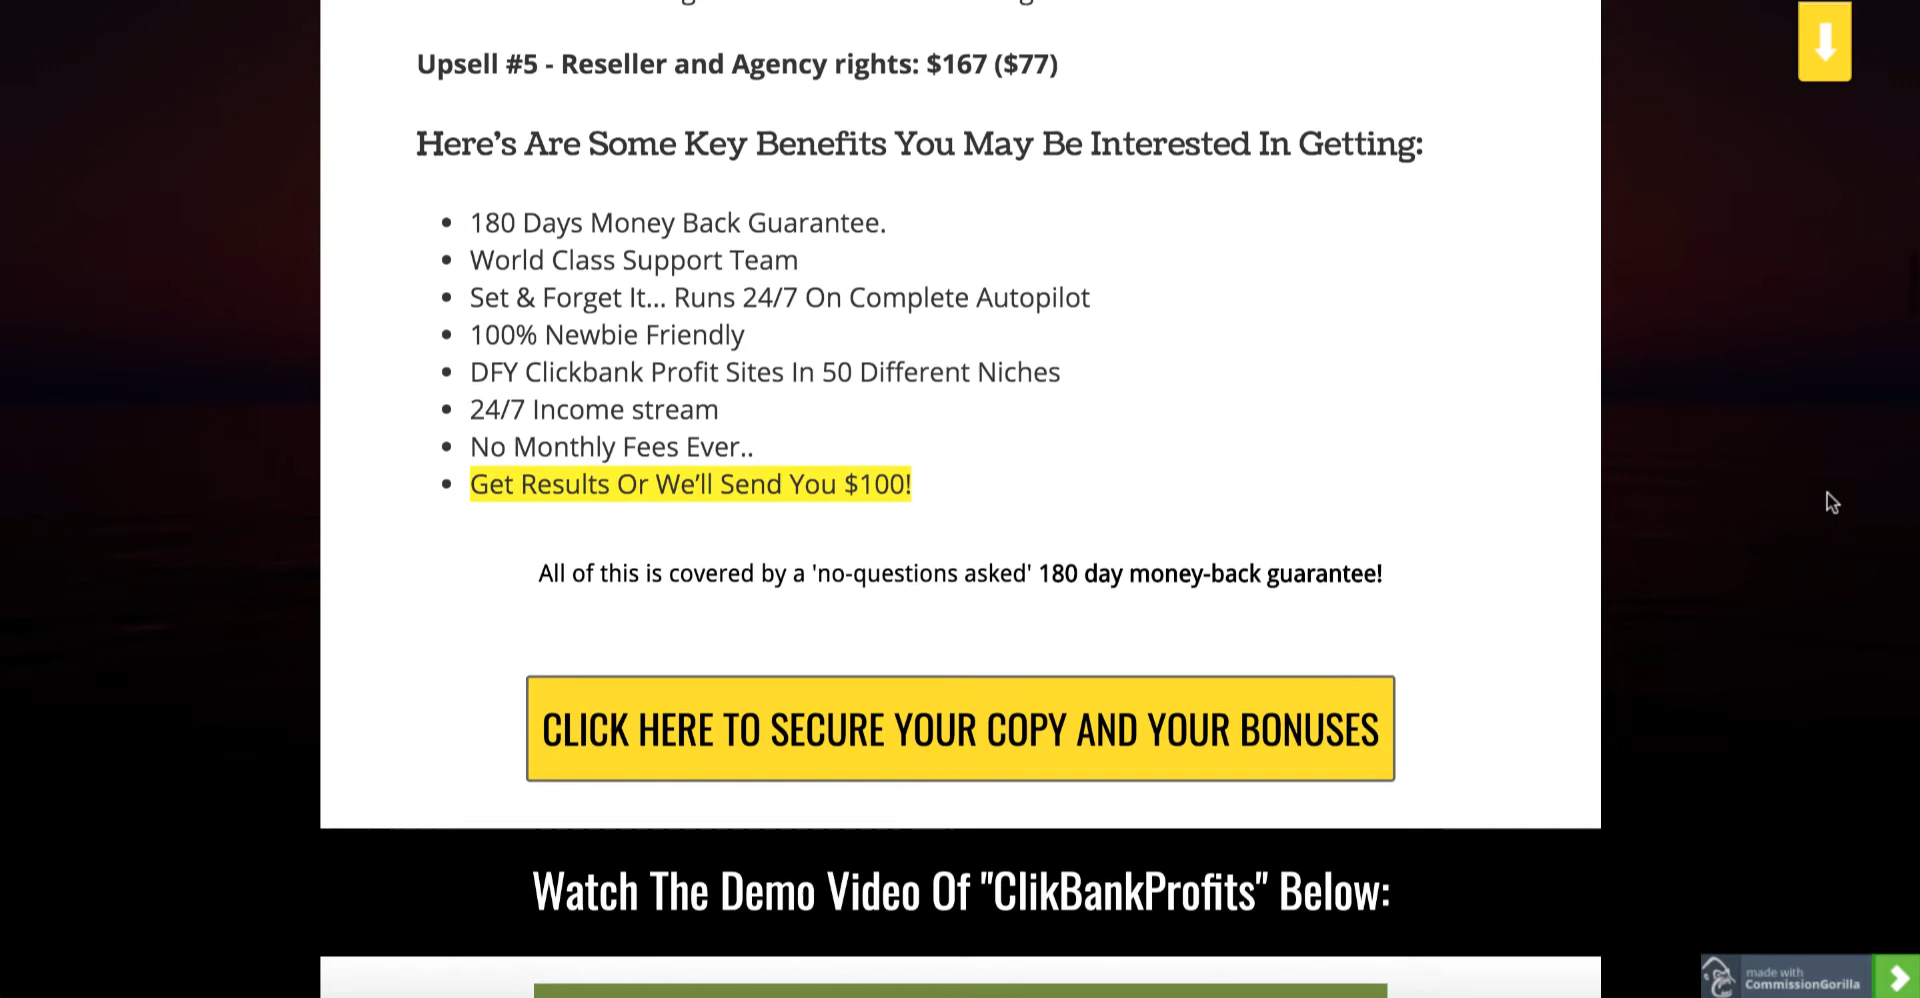 Upsell #5 - Reseller and Agency rights: $167 ($77)
Here’s Are Some Key Benefits You May Be Interested In Getting:
180 Days Money Back Guarantee.
World Class Support Team
Set & Forget It... Runs 24/7 On Complete Autopilot
100% Newbie Friendly
DFY Clickbank Profit Sites In 50 Different Niches
24/7 Income stream
No Monthly Fees Ever..
Get Results Or We’ll Send You $100!
All of this is covered by a 'no-questions asked' 180 day money-back guarantee!
CLICK HERE TO SECURE YOUR COPY AND YOUR BONUSES
Watch The Demo Video Of "ClikBankProfits" Below:
made with
CommissionGorilla